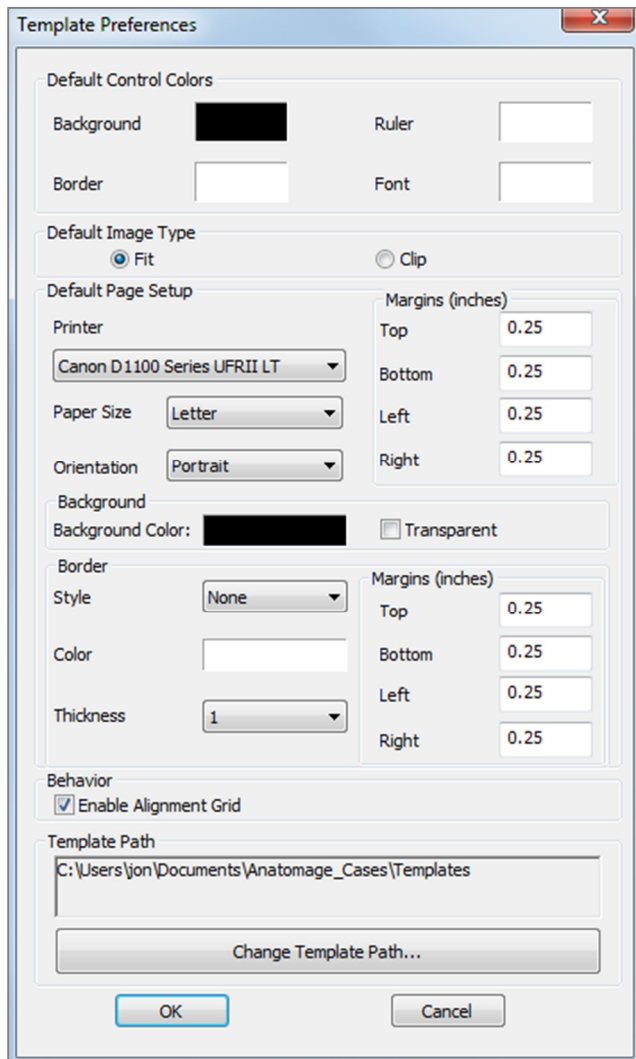 Template Preferences
Default Control Colors
Background
Ruler
Border
Font
Default Image Type
Fit
Clip
Default Page Setup
Printer
Canon D1100 Series UFRII LT
Paper Size
Letter
Orientation
Portrait
Margins (inches)
Top
0.25
Bottom
0.25
Left
0.25
Right
0.25
Background
Background Color:
Transparent
Border
Style
None
Color
Thickness
1
Margins (inches)
Top
0.25
Bottom
0.25
Left
0.25
Right
0.25
Behavior
Enable Alignment Grid
Template Path
C:\Users\jon\Documents\Anatomage_Cases\Templates
Change Template Path...
OK
Cancel